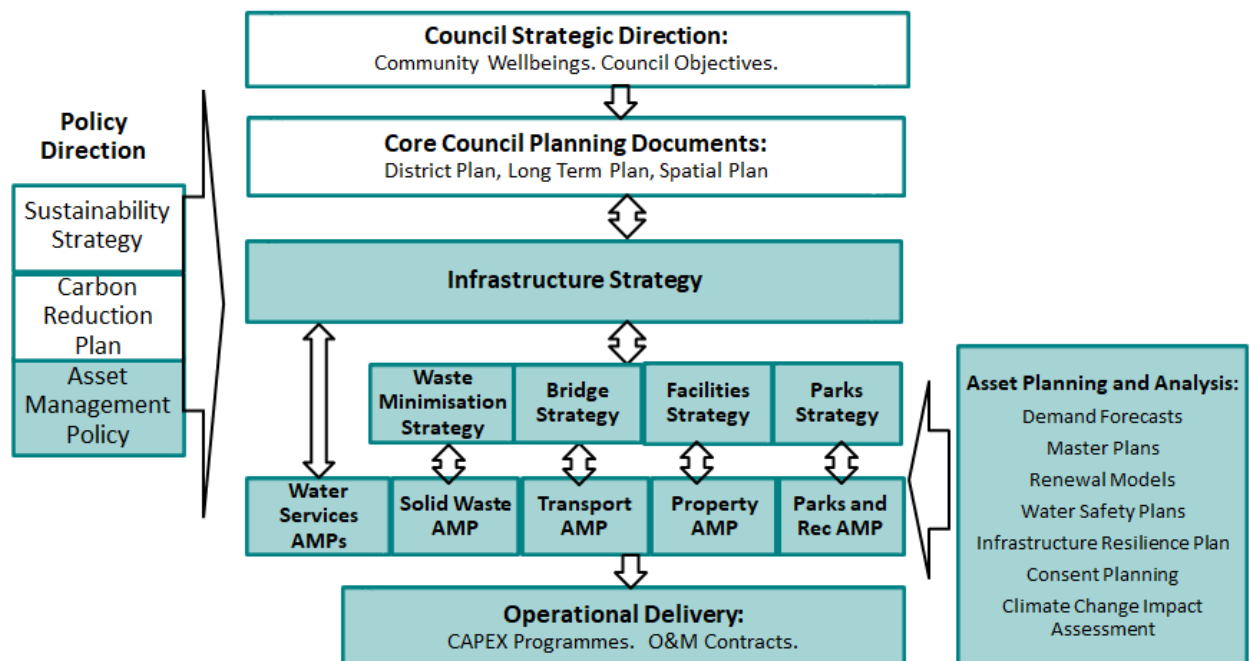 Council Strategic Direction:
Community Wellbeings. Council Objectives.
Policy
Direction
Sustainability
Strategy
Carbon
Reduction
Plan
Asset
Management
Policy
Core Council Planning Documents:
District Plan, Long Term Plan, Spatial Plan
Infrastructure Strategy
Waste
Minimisation
Strategy
Bridge
Strategy
Facilities
Strategy
Parks
Strategy
Water
Services
AMPs
Solid Waste
AMP
Transport
AMP
Property
AMP
Parks and
Rec AMP
Asset Planning and Analysis:
Demand Forecasts
Master Plans
Renewal Models
Water Safety Plans
Infrastructure Resilience Plan
Consent Planning
Climate Change Impact
Assessment
Operational Delivery:
CAPEX Programmes. O&M Contracts.